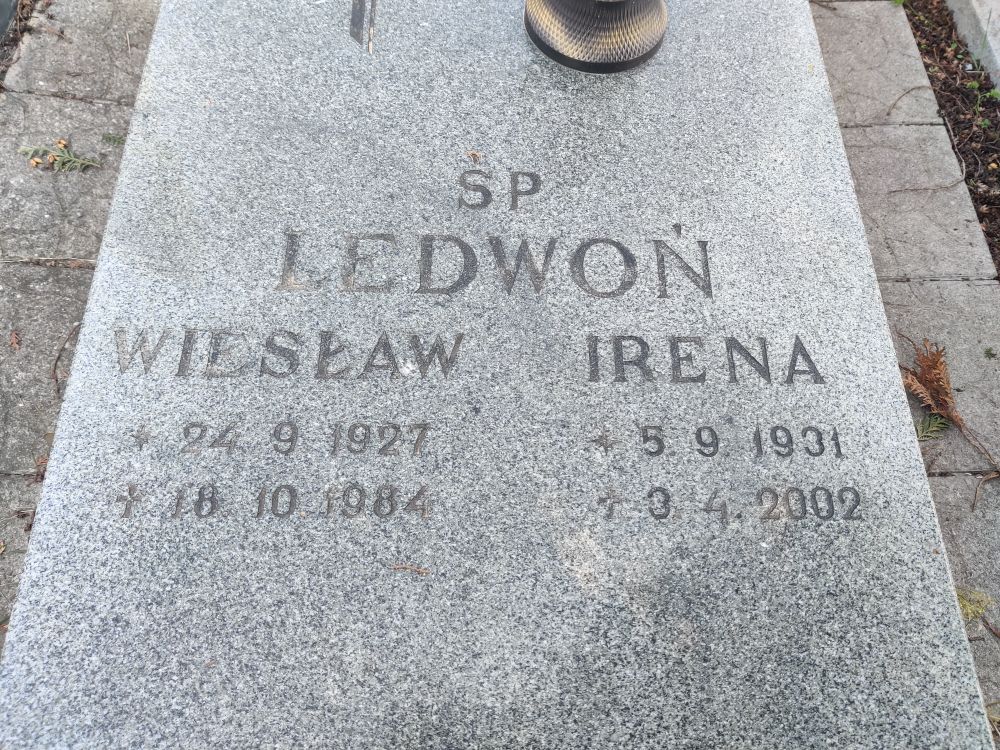 ŚP
LEDWOŃ
WIESŁAW IRENA
* 24. 9. 1927 * 5. 9. 1931
† 18. 10. 1984 † 3. 4. 2002